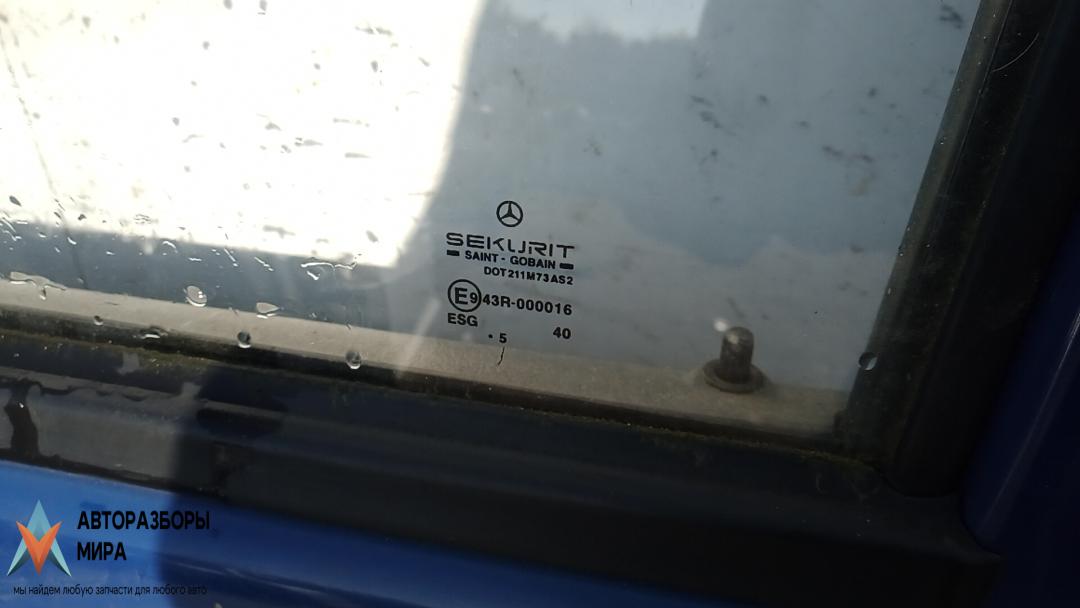 SEKURIT
SAINT - GOBAIN
DOT211M73AS2
E9 43R-000016
ESG
. 5 40
АВТОРАЗБОРЫ
МИРА
мы найдем любую запчасти для любого авто